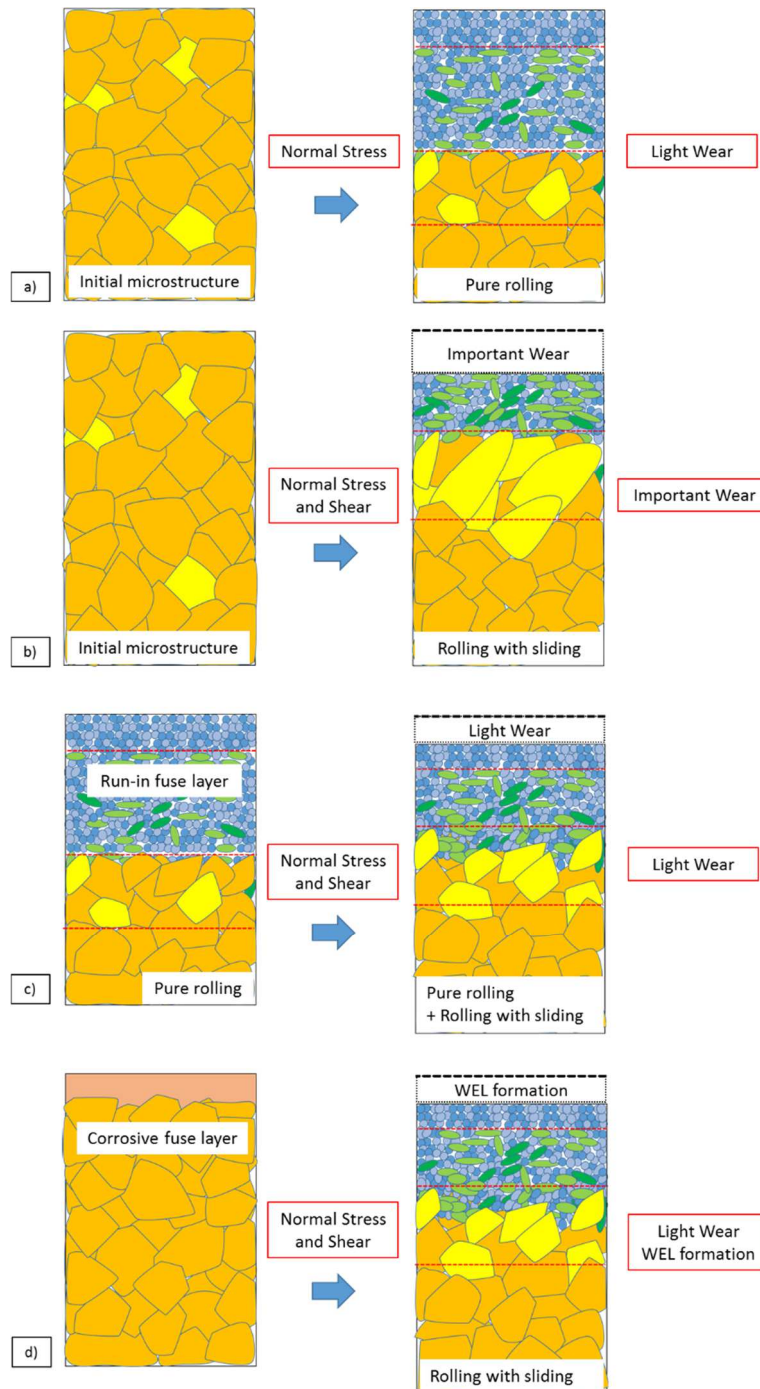 Initial microstructure
Normal Stress
Pure rolling
Light Wear
a)
Initial microstructure
Normal Stress
and Shear
Important Wear
Rolling with sliding
Important Wear
b)
Run-in fuse layer
Pure rolling
Normal Stress
and Shear
Light Wear
Pure rolling
+ Rolling with sliding
Light Wear
c)
Corrosive fuse layer
Normal Stress
and Shear
WEL formation
Rolling with sliding
Light Wear
WEL formation
d)